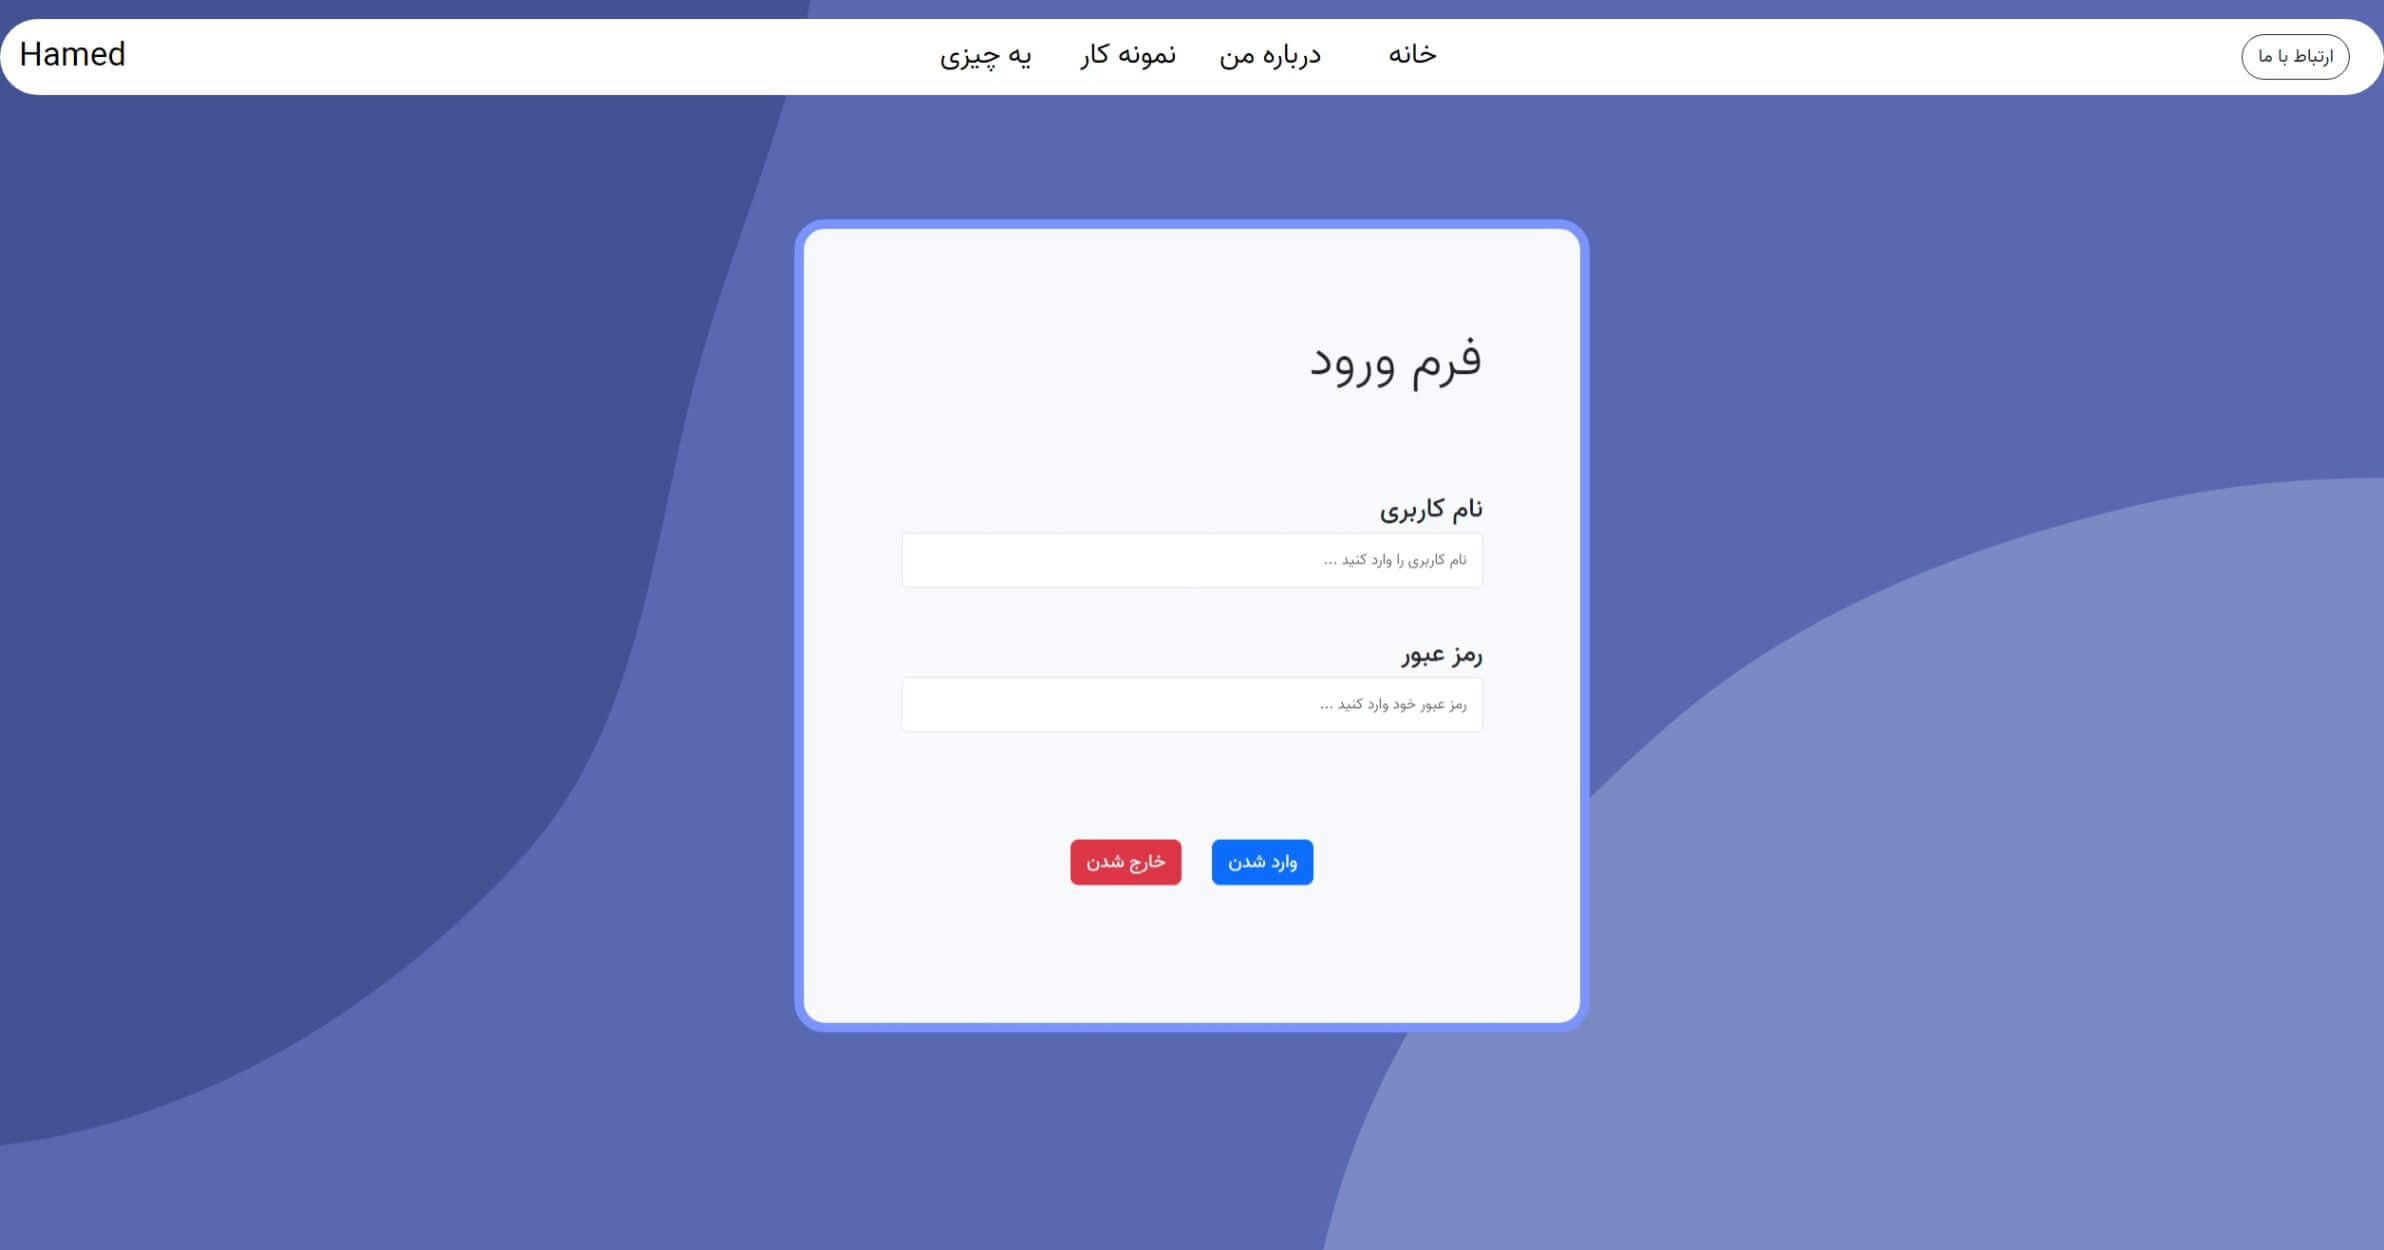 ارتباط با ما
خانه
درباره من
نمونه کار
یه چیزی
Hamed
فرم ورود
نام کاربری
نام کاربری را وارد کنید ...
رمز عبور
رمز عبور خود وارد کنید ...
وارد شدن
خارج شدن